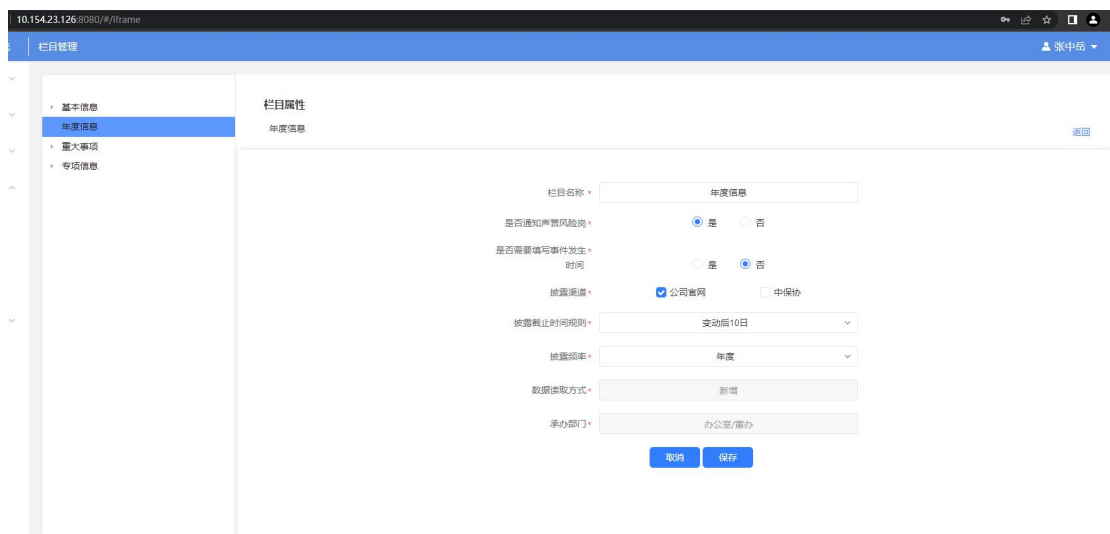 10.154.23.126:8080/#/iframe
栏目管理
张中岳
基本信息
年度信息
重大事项
专项信息
栏目属性
年度信息
返回
栏目名称 * 年度信息
是否通知声誉风险岗 * 是 否
是否需要填写事件发生 *
时间 是 否
披露渠道 * 公司官网 中保协
披露截止时间规则 * 变动后10日
披露频率 * 年度
数据读取方式 * 新增
承办部门 * 办公室/董办
取消 保存